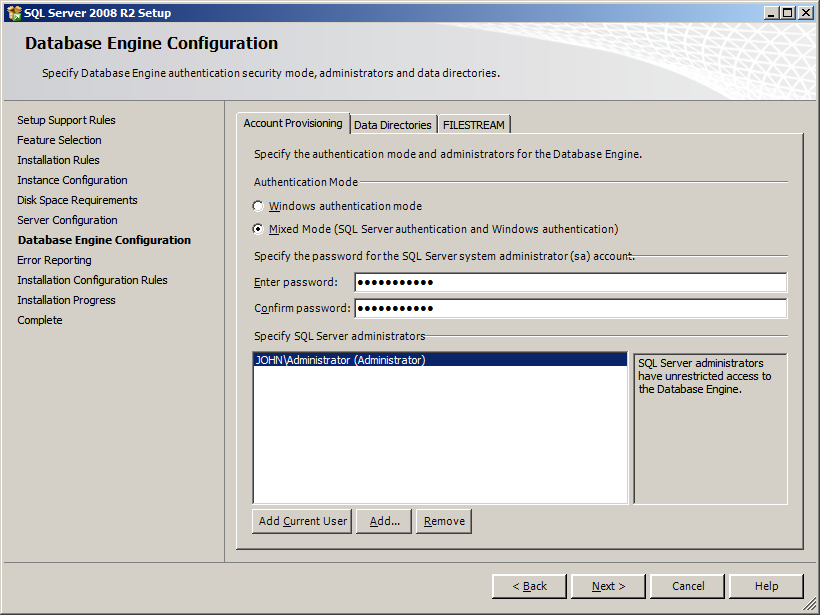 SQL Server 2008 R2 Setup
Database Engine Configuration
Specify Database Engine authentication security mode, administrators and data directories.
Setup Support Rules
Feature Selection
Installation Rules
Instance Configuration
Disk Space Requirements
Server Configuration
Database Engine Configuration
Error Reporting
Installation Configuration Rules
Installation Progress
Complete
Account Provisioning
Data Directories
FILESTREAM
Specify the authentication mode and administrators for the Database Engine.
Authentication Mode
Windows authentication mode
Mixed Mode (SQL Server authentication and Windows authentication)
Specify the password for the SQL Server system administrator (sa) account.
Enter password: ●●●●●●●●●●●
Confirm password: ●●●●●●●●●●●
Specify SQL Server administrators
JOHN\Administrator (Administrator)
SQL Server administrators
have unrestricted access to
the Database Engine.
Add Current User
Add...
Remove
< Back
Next >
Cancel
Help